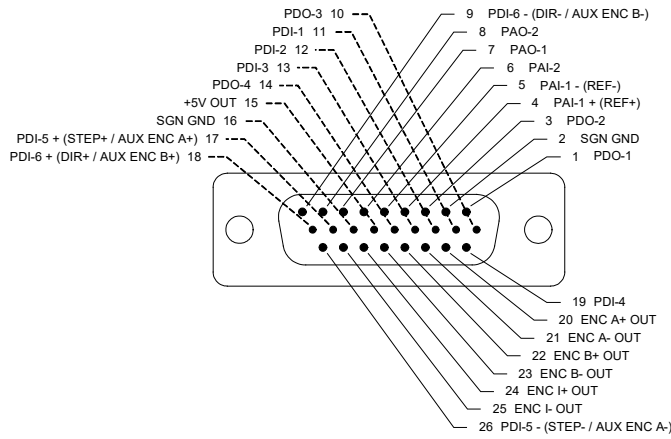 PDO-3 10
PDI-1 11
PDI-2 12
PDI-3 13
PDO-4 14
+5V OUT 15
SGN GND 16
PDI-5 + (STEP+ / AUX ENC A+) 17
PDI-6 + (DIR+ / AUX ENC B+) 18
9 PDI-6 - (DIR- / AUX ENC B-)
8 PAO-2
7 PAO-1
6 PAI-2
5 PAI-1 - (REF-)
4 PAI-1 + (REF+)
3 PDO-2
2 SGN GND
1 PDO-1
19 PDI-4
20 ENC A+ OUT
21 ENC A- OUT
22 ENC B+ OUT
23 ENC B- OUT
24 ENC I+ OUT
25 ENC I- OUT
26 PDI-5 - (STEP- / AUX ENC A-)